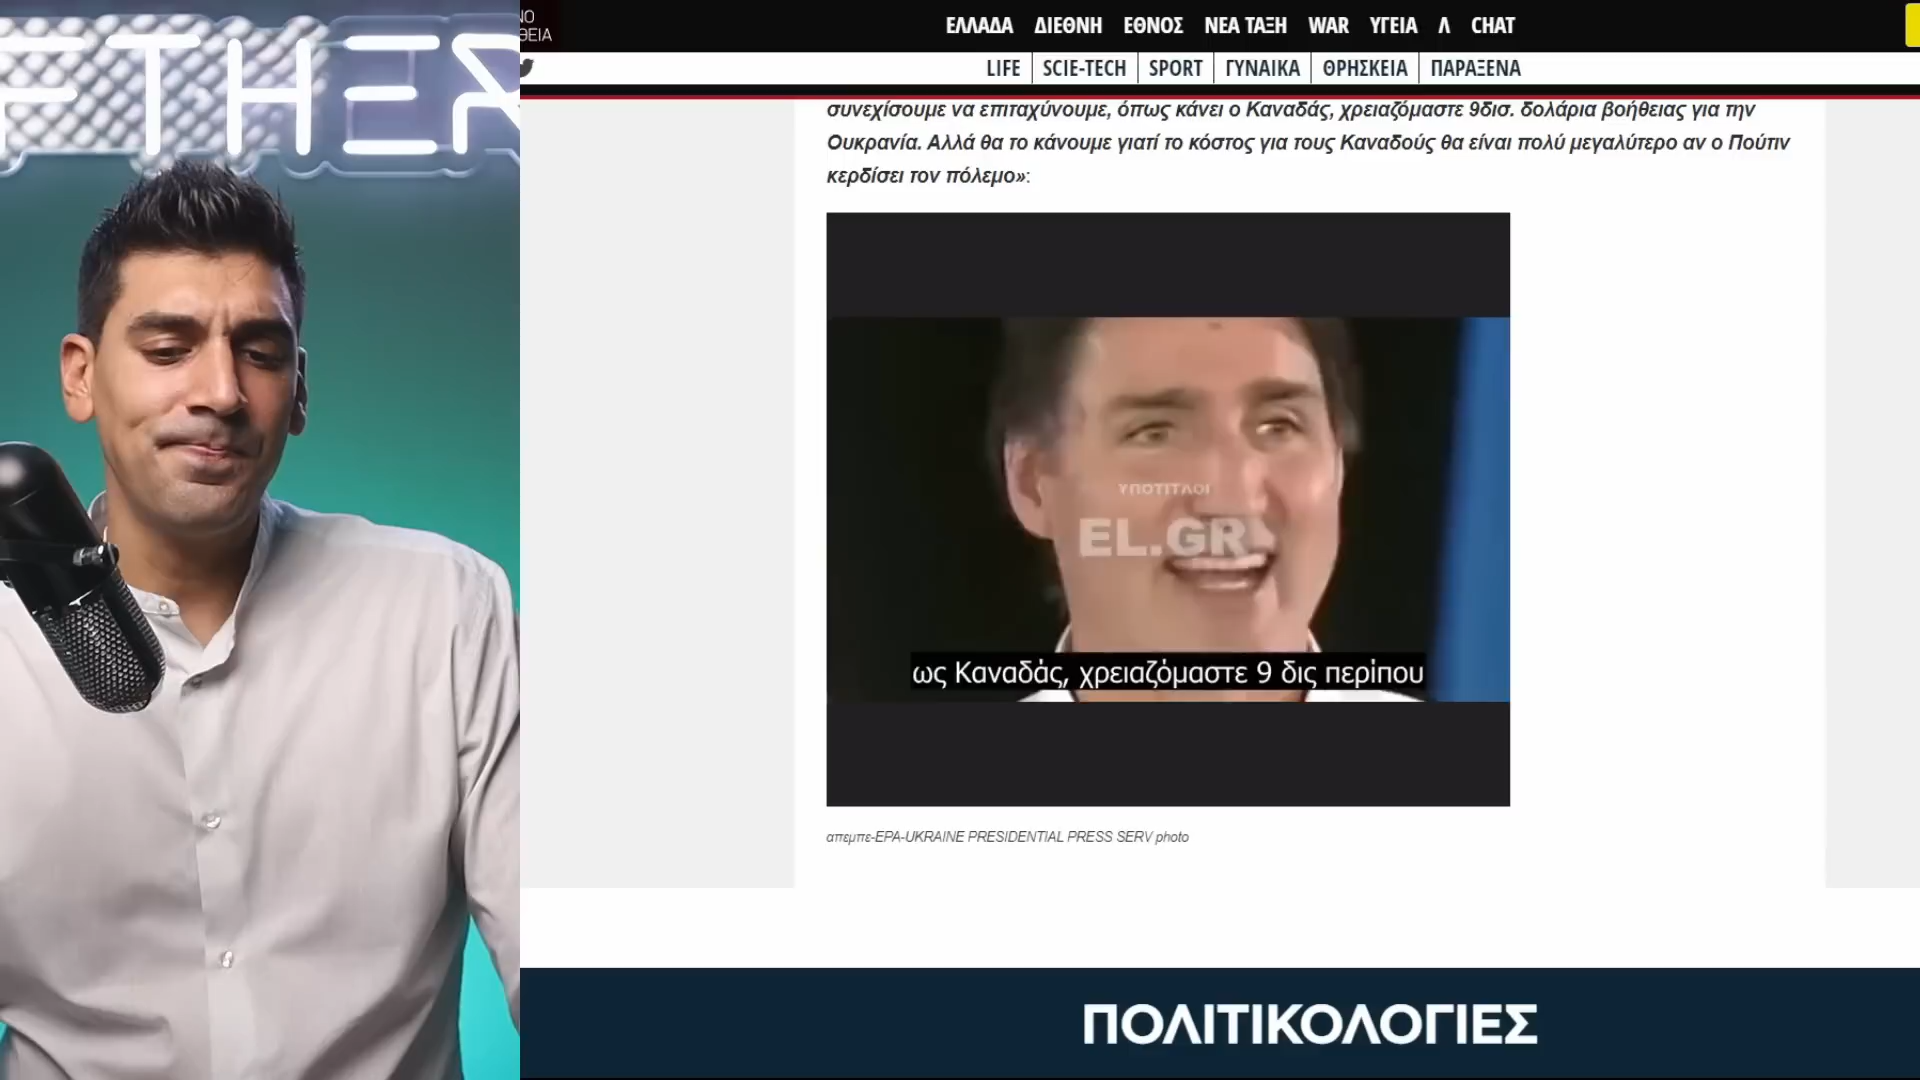 FTHER
ΝΟ
ΘΕΙΑ
ΕΛΛΑΔΑ ΔΙΕΘΝΗ ΕΘΝΟΣ ΝΕΑ ΤΑΞΗ WAR ΥΓΕΙΑ Λ CHAT
LIFE SCIE-TECH SPORT ΓΥΝΑΙΚΑ ΘΡΗΣΚΕΙΑ ΠΑΡΑΞΕΝΑ
συνεχίσουμε να επιταχύνουμε, όπως κάνει ο Καναδάς, χρειαζόμαστε 9δισ. δολάρια βοήθειας για την
Ουκρανία. Αλλά θα το κάνουμε γιατί το κόστος για τους Καναδούς θα είναι πολύ μεγαλύτερο αν ο Πούτιν
κερδίσει τον πόλεμο»:
ΥΠΟΤΙΤΛΟΙ
EL.GR
ως Καναδάς, χρειαζόμαστε 9 δις περίπου
απεμπε-EPA-UKRAINE PRESIDENTIAL PRESS SERV photo
ΠΟΛΙΤΙΚΟΛΟΓΙΕΣ